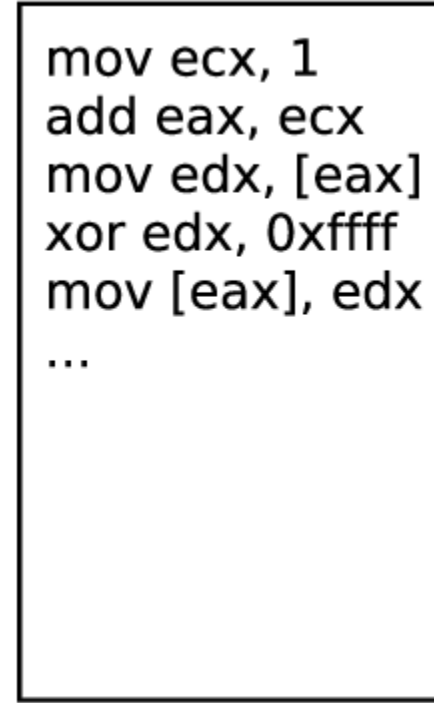 mov ecx, 1
add eax, ecx
mov edx, [eax]
xor edx, 0xffff
mov [eax], edx
...